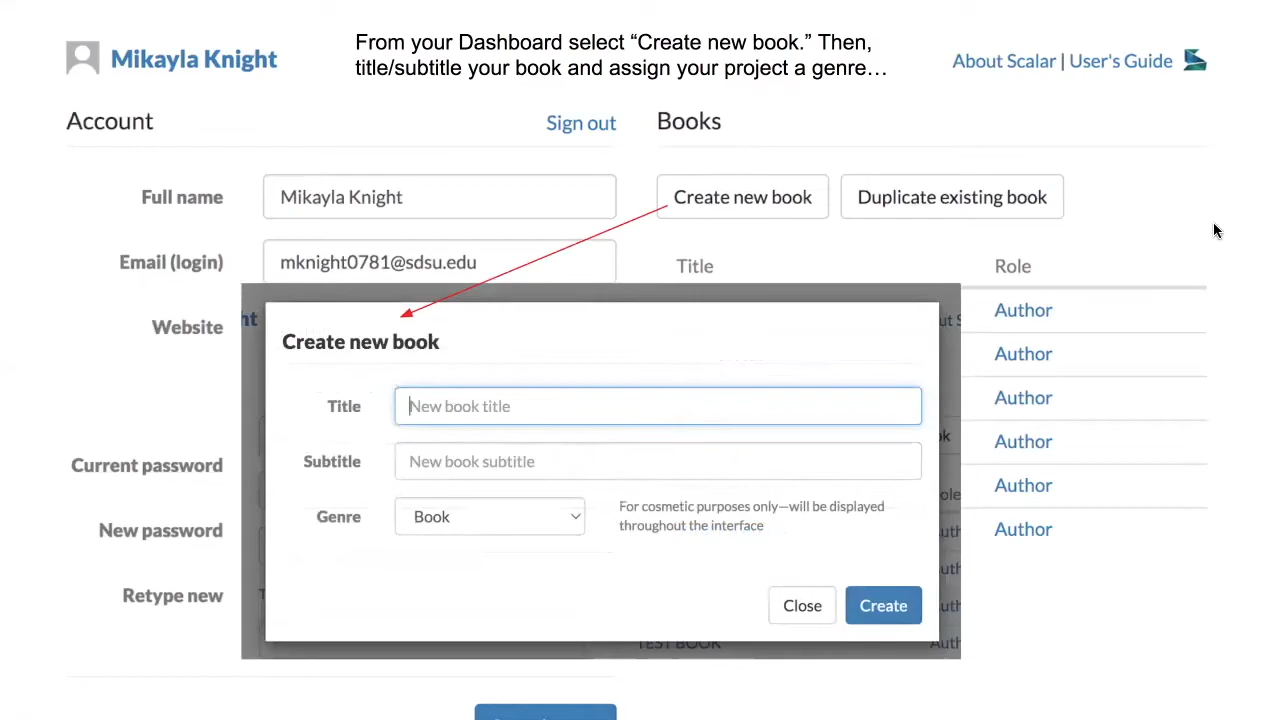 Mikayla Knight
From your Dashboard select “Create new book.” Then,
title/subtitle your book and assign your project a genre…
About Scalar | User's Guide
Account
Sign out
Books
Full name
Mikayla Knight
Create new book
Duplicate existing book
Email (login)
mknight0781@sdsu.edu
Title
Role
Website
Author
Author
Author
Author
Author
Author
Create new book
Title
New book title
Subtitle
New book subtitle
Genre
Book
For cosmetic purposes only—will be displayed
throughout the interface
Close
Create
Current password
New password
Retype new
TEST BOOK